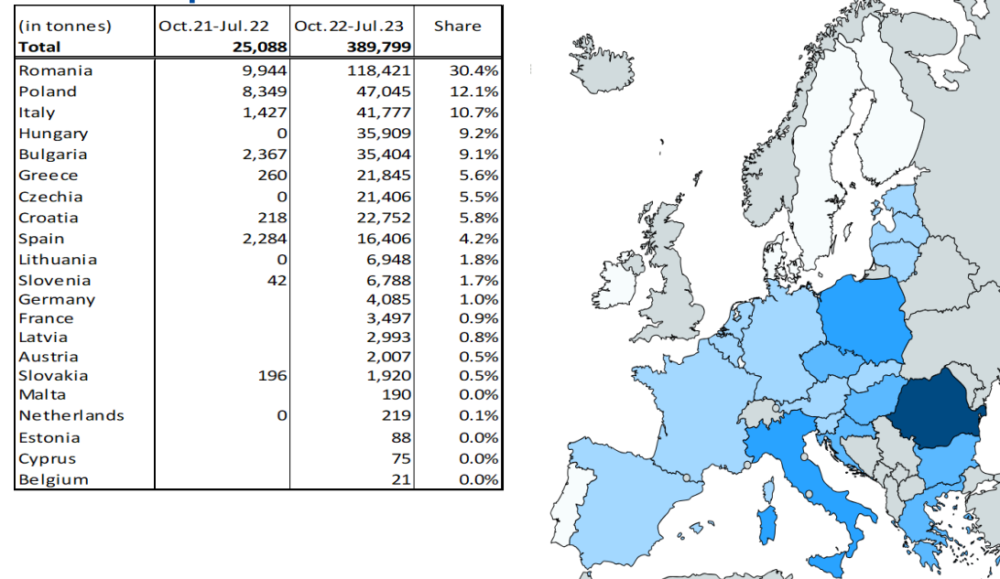 (in tonnes) Oct.21-Jul.22 Oct.22-Jul.23 Share
Total 25,088 389,799
Romania 9,944 118,421 30.4%
Poland 8,349 47,045 12.1%
Italy 1,427 41,777 10.7%
Hungary 0 35,909 9.2%
Bulgaria 2,367 35,404 9.1%
Greece 260 21,845 5.6%
Czechia 0 21,406 5.5%
Croatia 218 22,752 5.8%
Spain 2,284 16,406 4.2%
Lithuania 0 6,948 1.8%
Slovenia 42 6,788 1.7%
Germany 4,085 1.0%
France 3,497 0.9%
Latvia 2,993 0.8%
Austria 2,007 0.5%
Slovakia 196 1,920 0.5%
Malta 190 0.0%
Netherlands 0 219 0.1%
Estonia 88 0.0%
Cyprus 75 0.0%
Belgium 21 0.0%